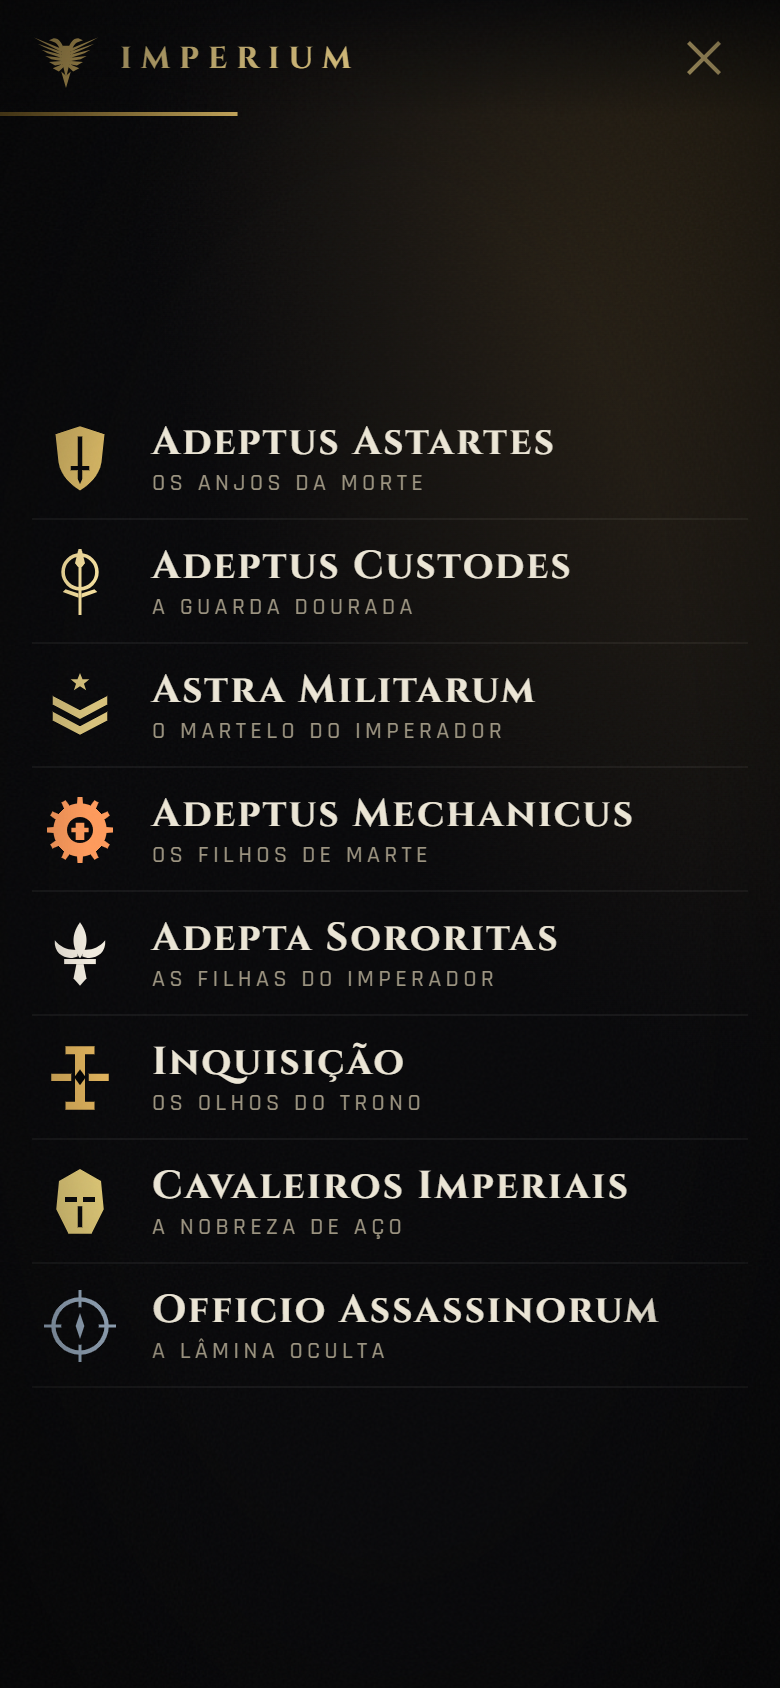 IMPERIUM
Adeptus Astartes
OS ANJOS DA MORTE
Adeptus Custodes
A GUARDA DOURADA
Astra Militarum
O MARTELO DO IMPERADOR
Adeptus Mechanicus
OS FILHOS DE MARTE
Adepta Sororitas
AS FILHAS DO IMPERADOR
Inquisição
OS OLHOS DO TRONO
Cavaleiros Imperiais
A NOBREZA DE AÇO
Officio Assassinorum
A LÂMINA OCULTA